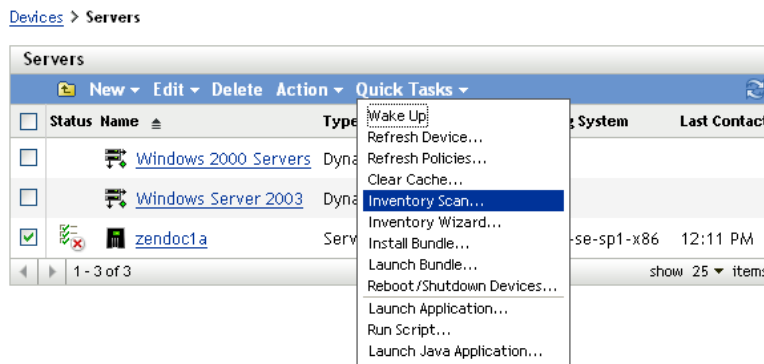 Devices > Servers
Servers
New Edit Delete Action Quick Tasks
Status Name Type System Last Contact
Wake Up
Refresh Device...
Refresh Policies...
Clear Cache...
Inventory Scan...
Inventory Wizard...
Install Bundle...
Launch Bundle...
Reboot/Shutdown Devices...
Launch Application...
Run Script...
Launch Java Application...
Windows 2000 Servers Dyna
Windows Server 2003 Dyna
zendoc1a Serv -se-sp1-x86 12:11 PM
1 - 3 of 3 show 25 items